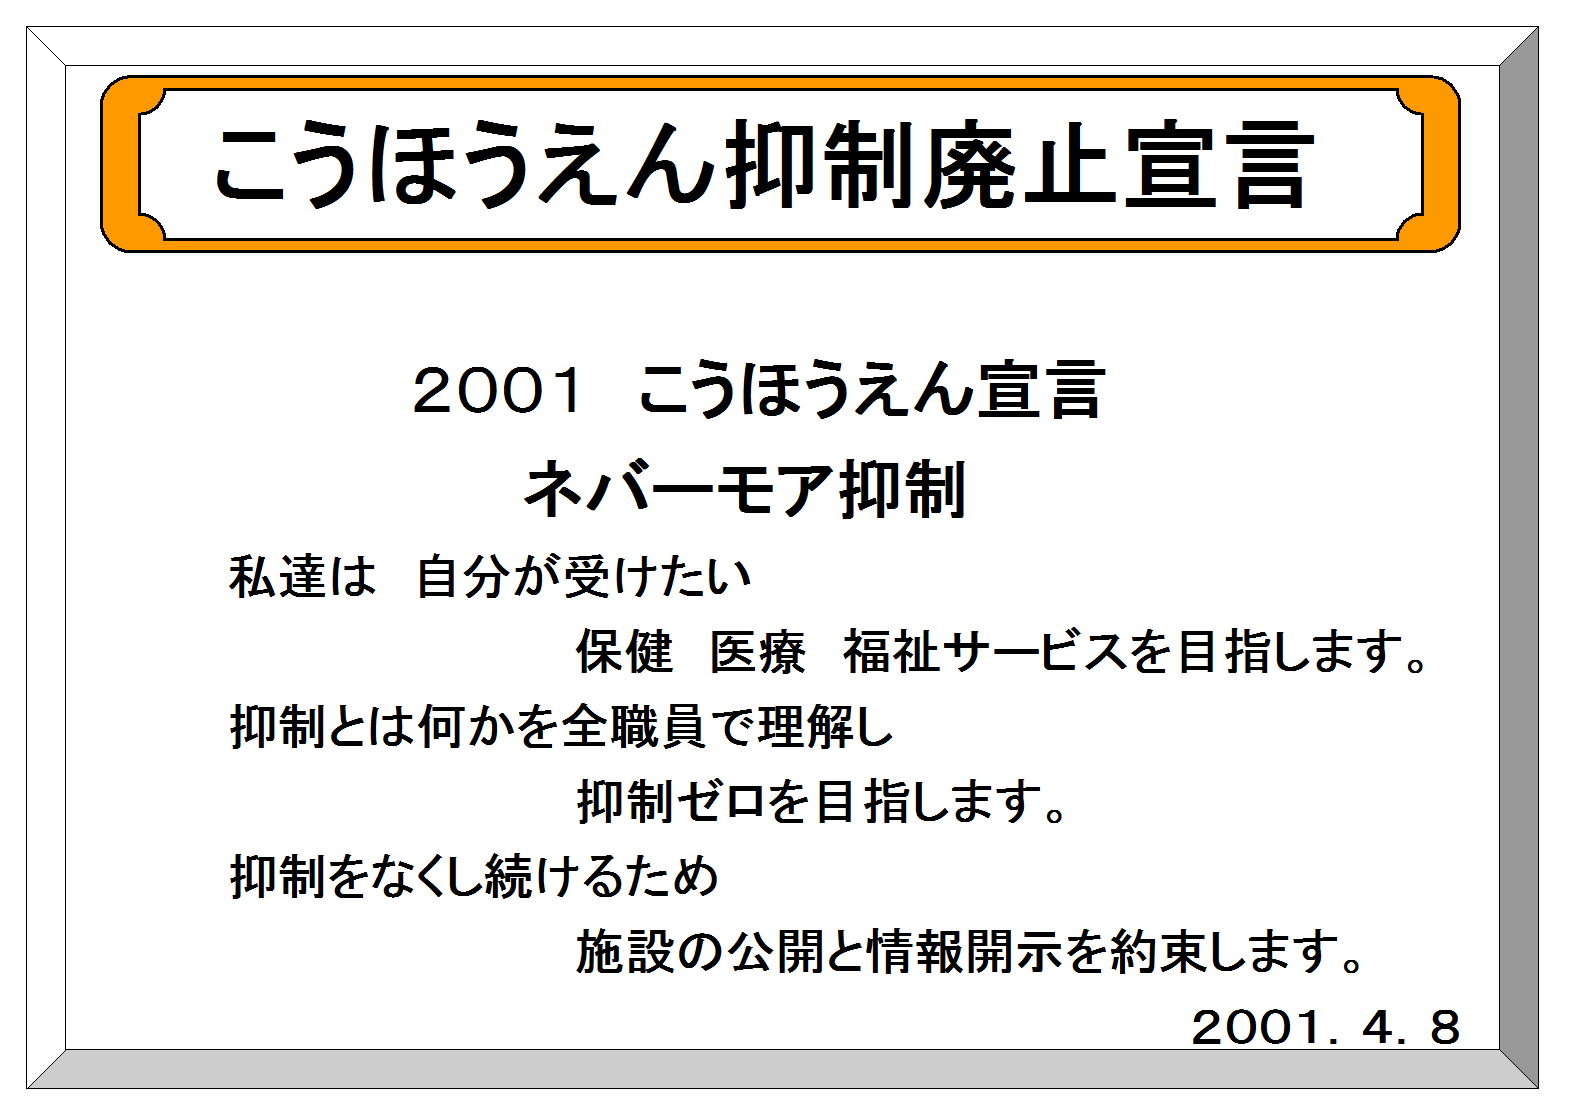 こうほうえん抑制廃止宣言
２００１　こうほうえん宣言
ネバーモア抑制
私達は　自分が受けたい
保健　医療　福祉サービスを目指します。
抑制とは何かを全職員で理解し
抑制ゼロを目指します。
抑制をなくし続けるため
施設の公開と情報開示を約束します。
２００１．４．８